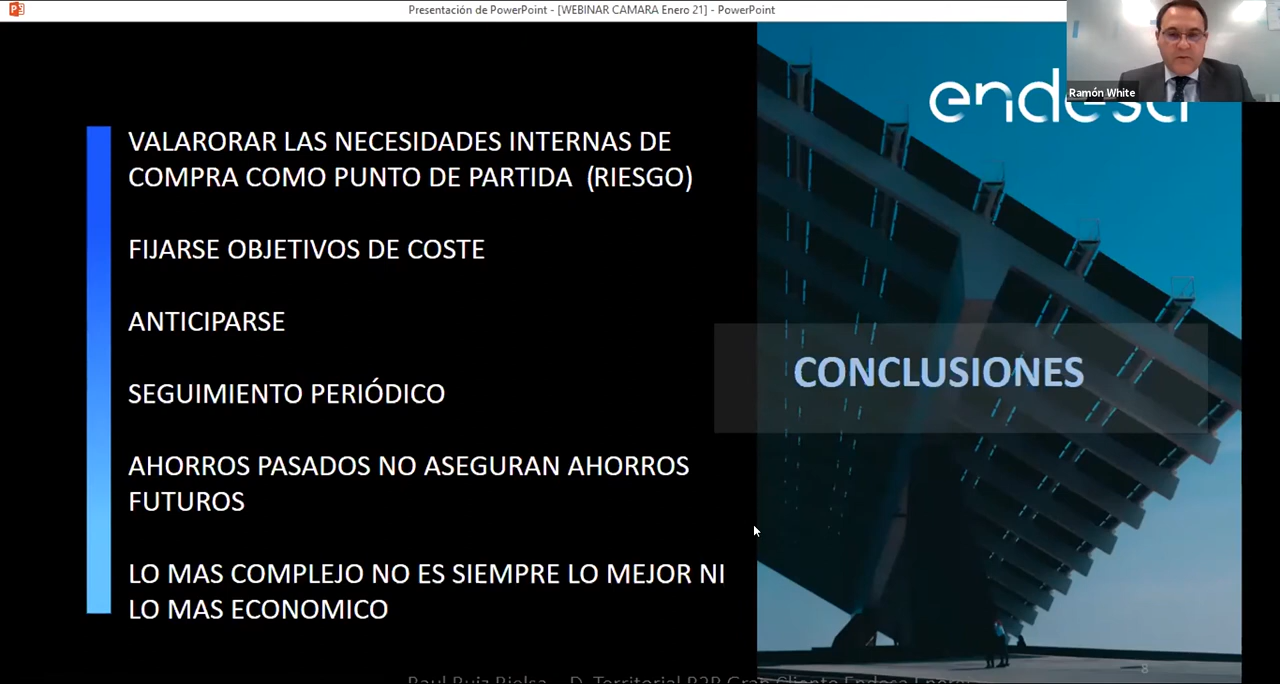 Presentación de PowerPoint - [WEBINAR CAMARA Enero 21] - PowerPoint
Ramón White
endesa
VALARORAR LAS NECESIDADES INTERNAS DE
COMPRA COMO PUNTO DE PARTIDA (RIESGO)
FIJARSE OBJETIVOS DE COSTE
ANTICIPARSE
SEGUIMIENTO PERIÓDICO
AHORROS PASADOS NO ASEGURAN AHORROS
FUTUROS
LO MAS COMPLEJO NO ES SIEMPRE LO MEJOR NI
LO MAS ECONOMICO
CONCLUSIONES
8